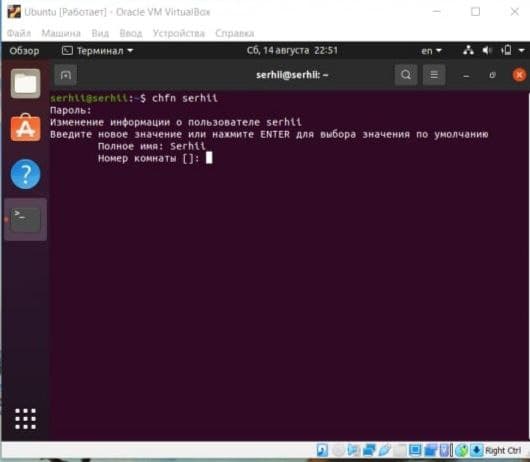 Ubuntu [Работает] - Oracle VM VirtualBox
Файл Машина Вид Ввод Устройства Справка
Обзор Терминал Сб, 14 августа 22:51 en
serhii@serhii: ~
serhii@serhii:~$ chfn serhii
Пароль:
Изменение информации о пользователе serhii
Введите новое значение или нажмите ENTER для выбора значения по умолчанию
Полное имя: Serhii
Номер комнаты []:
Right Ctrl